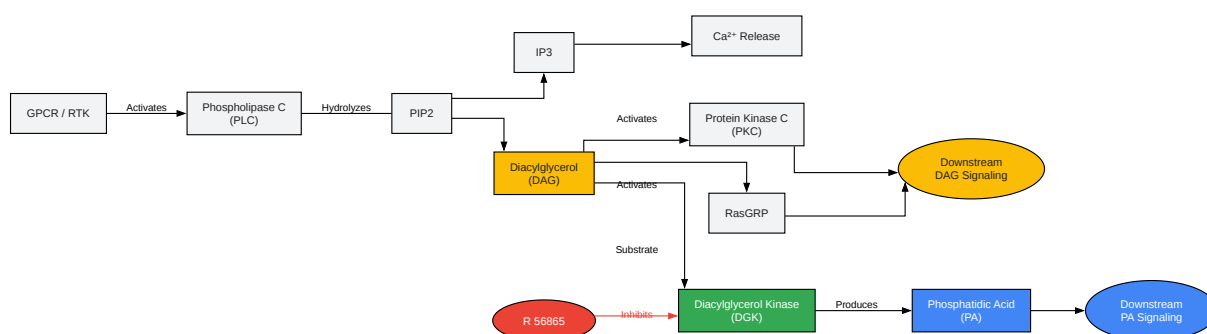 Ca²⁺ Release
IP3
GPCR / RTK
Activates
Phospholipase C
(PLC)
Hydrolyzes
PIP2
Activates
Protein Kinase C
(PKC)
Diacylglycerol
(DAG)
Activates
Downstream
DAG Signaling
RasGRP
Substrate
R 56865
Inhibits
Diacylglycerol Kinase
(DGK)
Produces
Phosphatidic Acid
(PA)
Downstream
PA Signaling